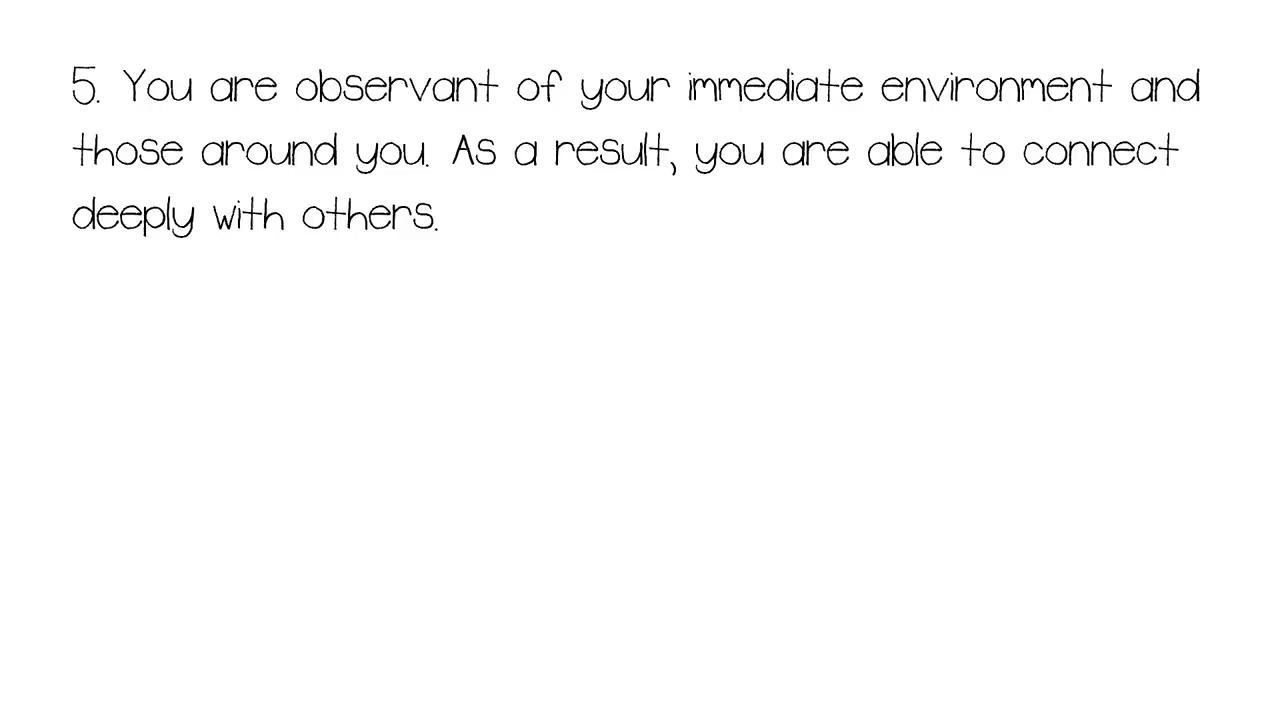 5. You are observant of your immediate environment and
those around you. As a result, you are able to connect
deeply with others.